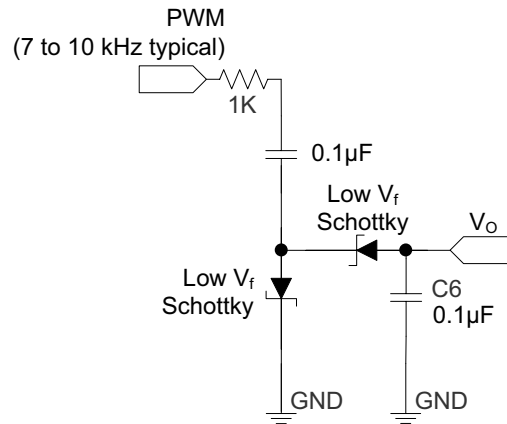 PWM
(7 to 10 kHz typical)
1K
0.1µF
Low Vf
Schottky
VO
Low Vf
Schottky
C6
0.1µF
GND
GND